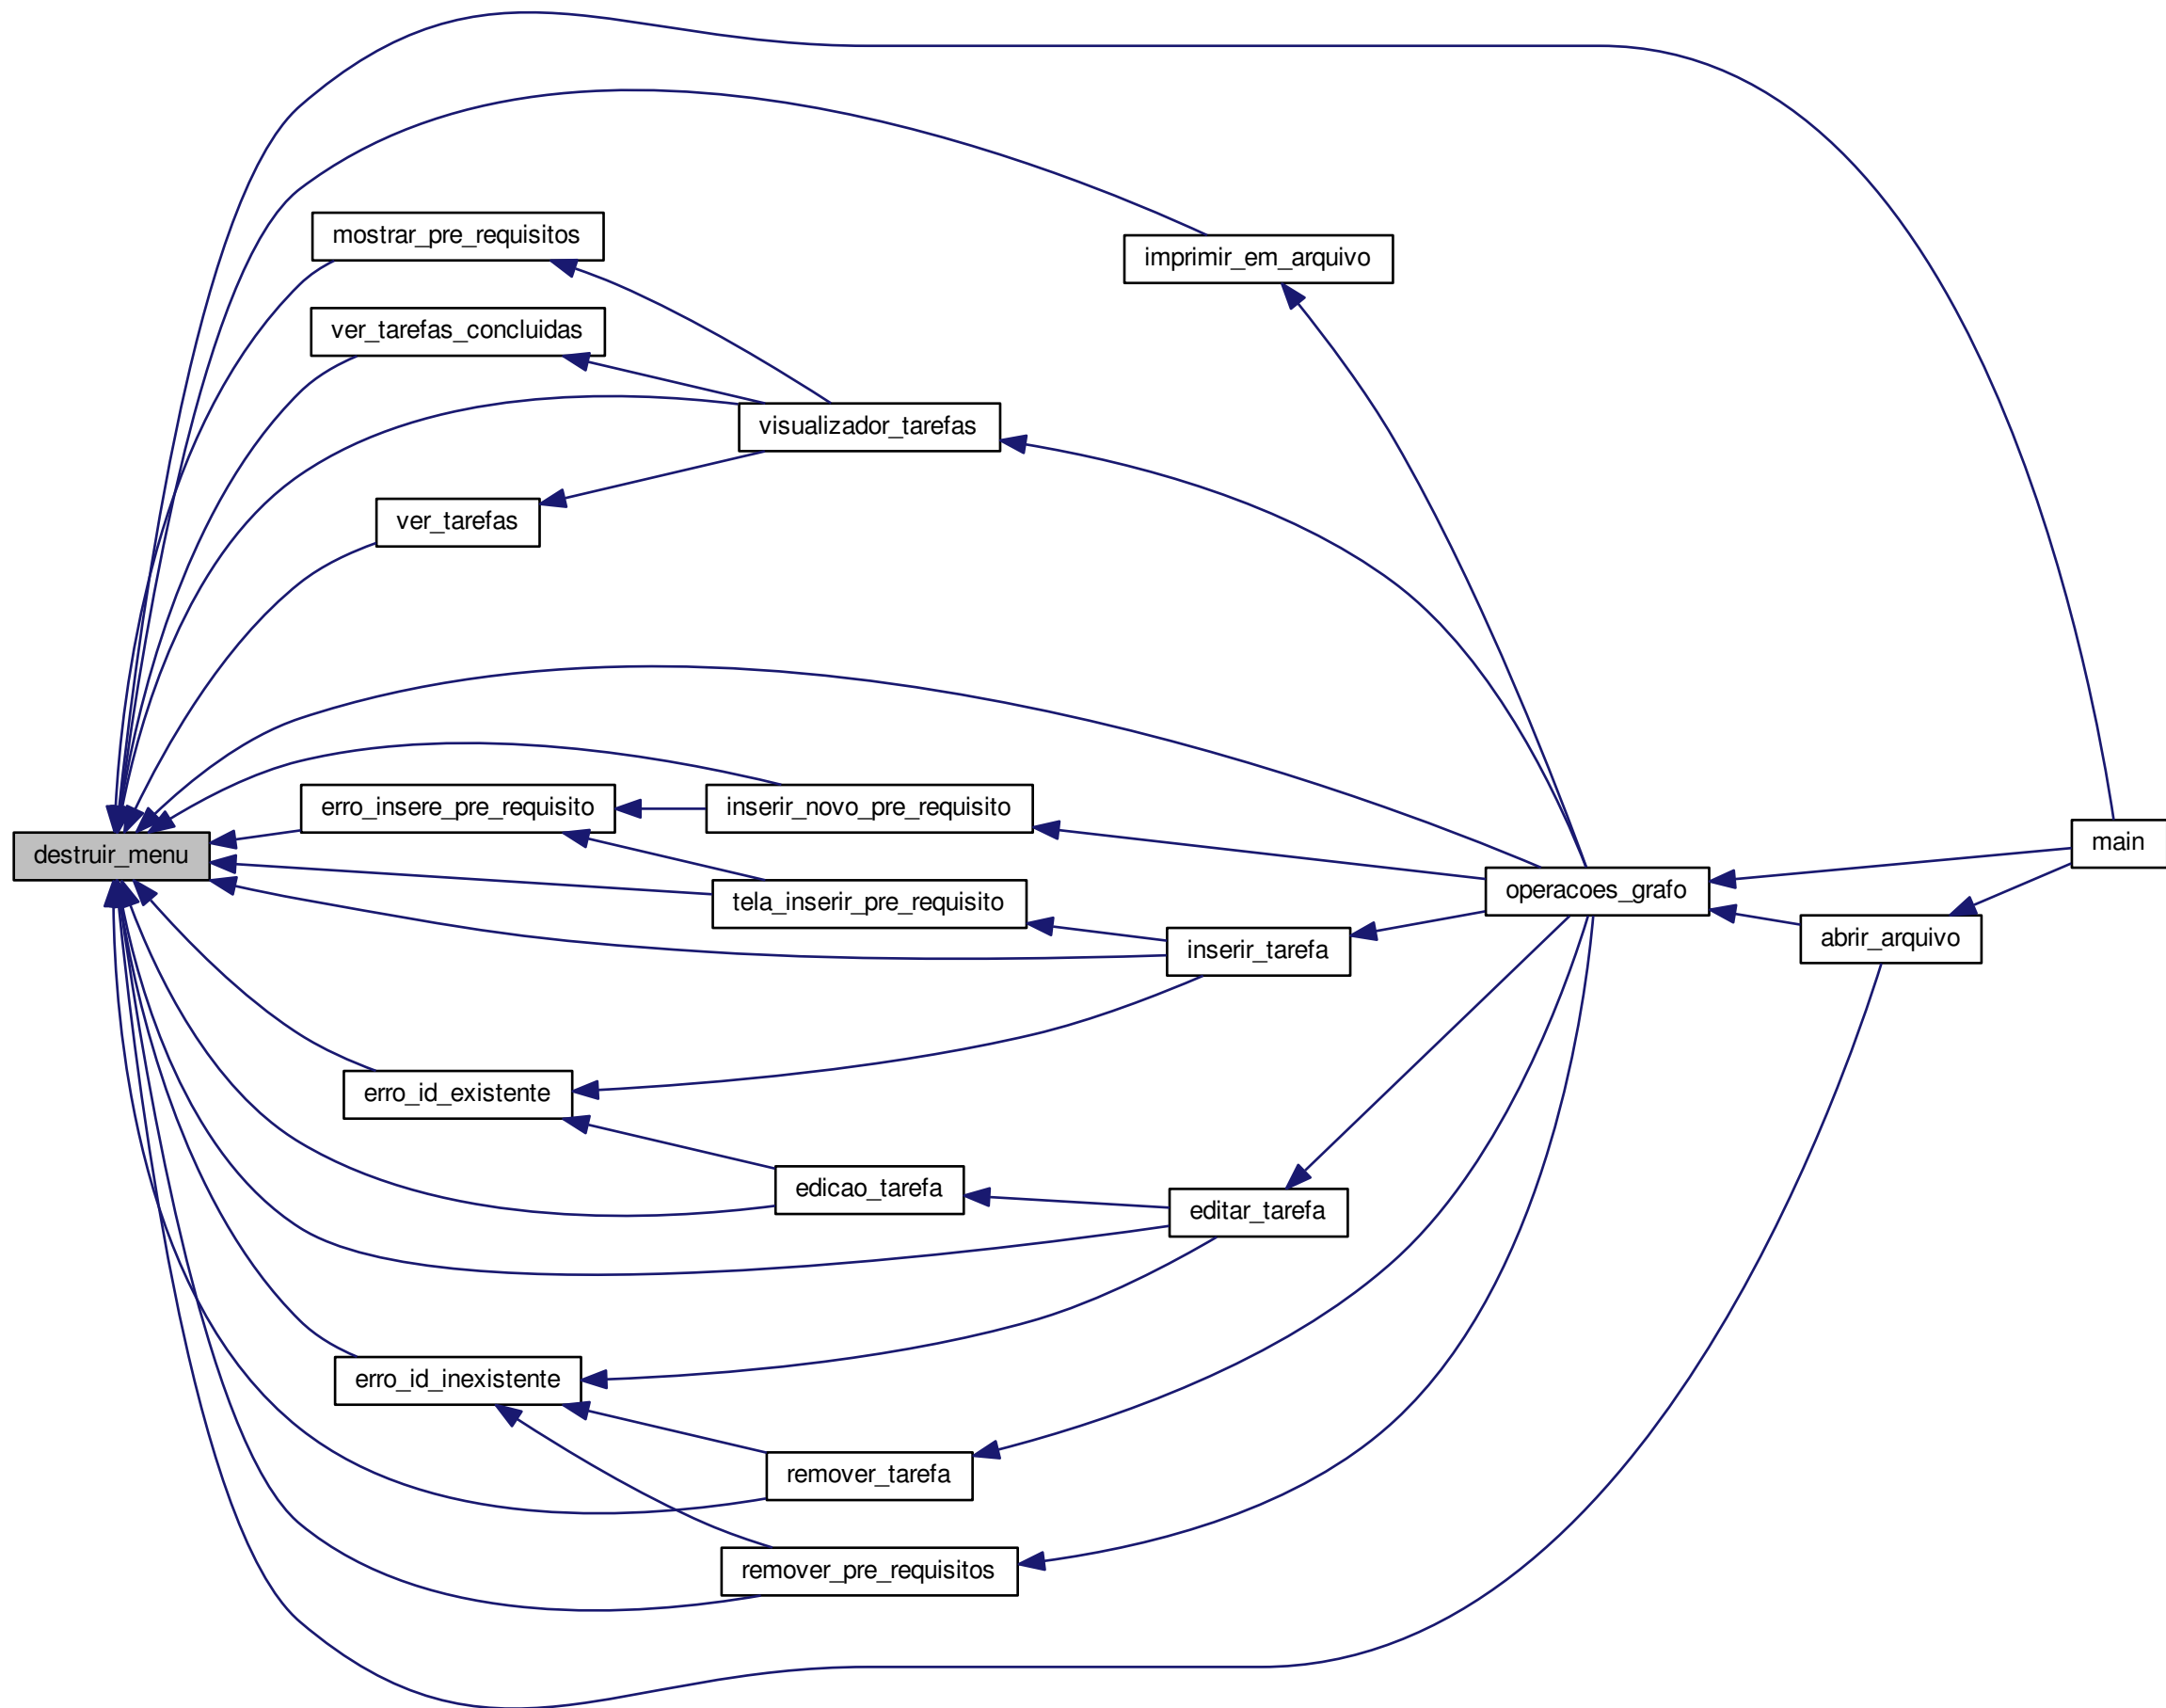 mostrar_pre_requisitos
imprimir_em_arquivo
ver_tarefas_concluidas
visualizador_tarefas
ver_tarefas
erro_insere_pre_requisito
inserir_novo_pre_requisito
destruir_menu
main
operacoes_grafo
tela_inserir_pre_requisito
abrir_arquivo
inserir_tarefa
erro_id_existente
edicao_tarefa
editar_tarefa
erro_id_inexistente
remover_tarefa
remover_pre_requisitos